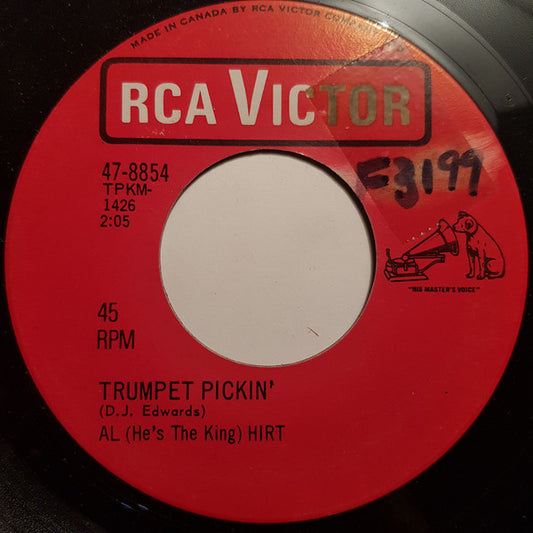 MADE IN CANADA BY RCA VICTOR COMPANY
RCA VICTOR
47-8854
TPKM-
1426
2:05
F3199
"HIS MASTER'S VOICE"
45
RPM
TRUMPET PICKIN'
(D.J. Edwards)
AL (He's The King) HIRT